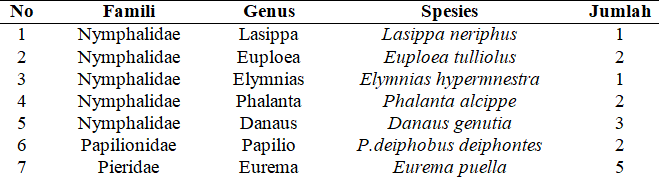 No Famili Genus Spesies Jumlah
1 Nymphalidae Lasippa Lasippa neriphus 1
2 Nymphalidae Euploea Euploea tulliolus 2
3 Nymphalidae Elymnias Elymnias hypermnestra 1
4 Nymphalidae Phalanta Phalanta alcippe 2
5 Nymphalidae Danaus Danaus genutia 3
6 Papilionidae Papilio P.deiphobus deiphontes 2
7 Pieridae Eurema Eurema puella 5